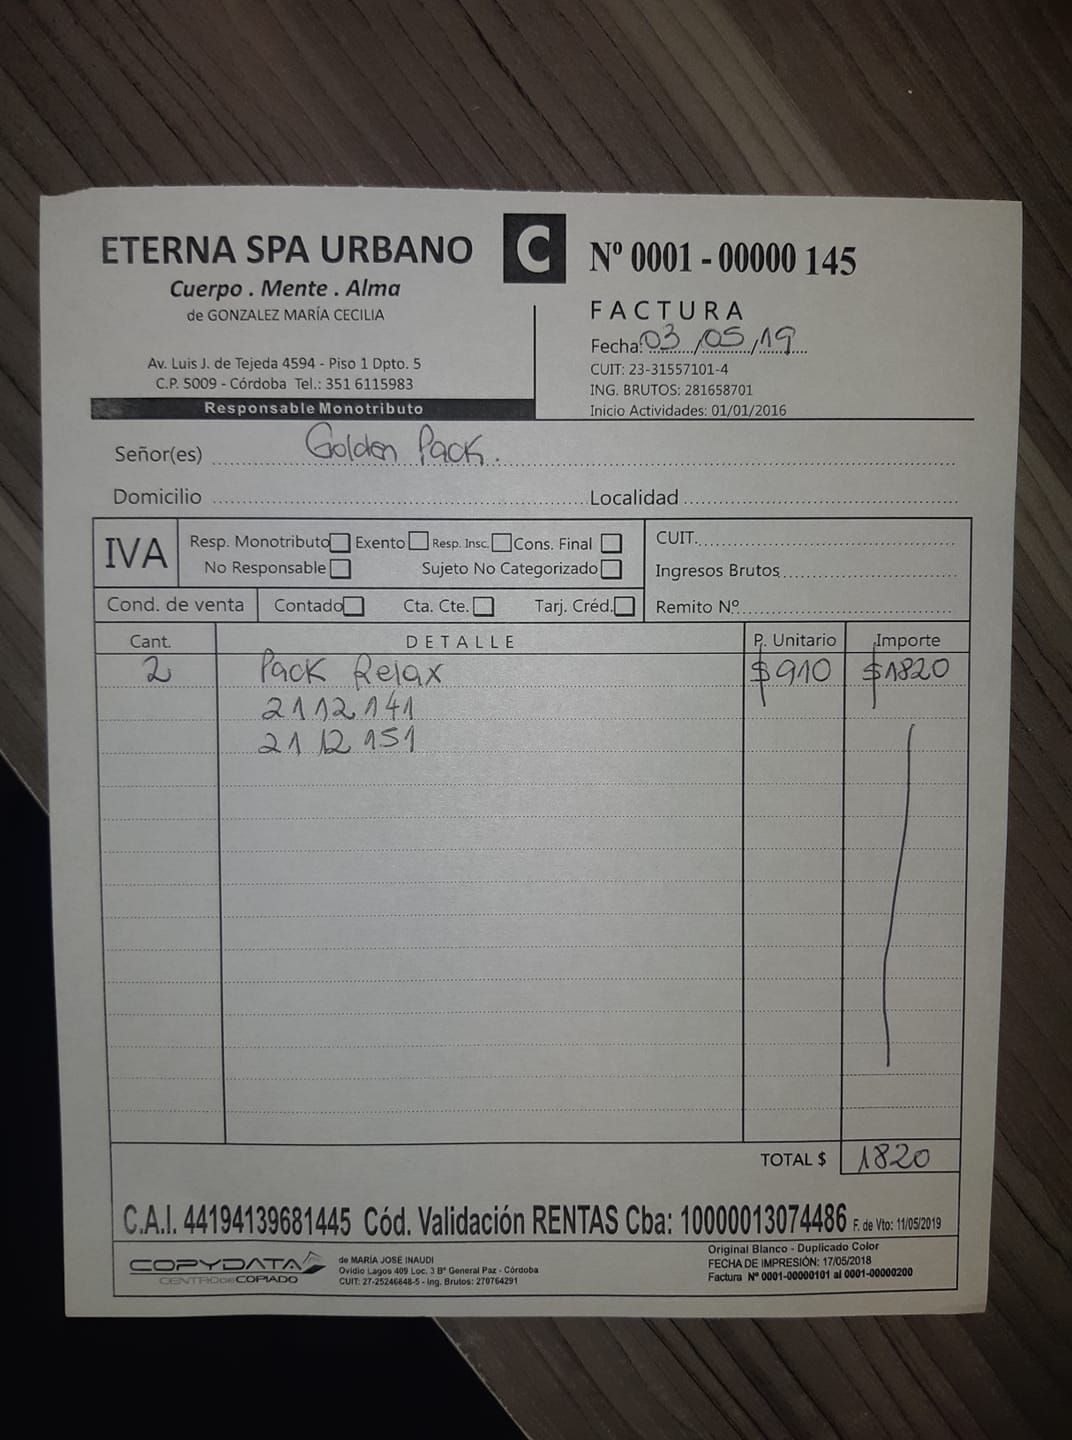 ETERNA SPA URBANO
Cuerpo . Mente . Alma
de GONZALEZ MARÍA CECILIA
Av. Luis J. de Tejeda 4594 - Piso 1 Dpto. 5
C.P. 5009 - Córdoba Tel.: 351 6115983
Responsable Monotributo
C
Nº 0001 - 00000 145
FACTURA
Fecha: 03/05/19
CUIT: 23-31557101-4
ING. BRUTOS: 281658701
Inicio Actividades: 01/01/2016
Señor(es) Golden Pack.
Domicilio Localidad
IVA Resp. Monotributo Exento Resp. Insc. Cons. Final
No Responsable Sujeto No Categorizado
Cond. de venta Contado Cta. Cte. Tarj. Créd.
CUIT.
Ingresos Brutos
Remito Nº
Cant. DETALLE P. Unitario Importe
2 Pack Relax $910 $1820
2112141
2112151
TOTAL $ 1820
C.A.I. 44194139681445 Cód. Validación RENTAS Cba: 10000013074486 F. de Vto: 11/05/2019
COPYDATA
CENTRO DE COPIADO
de MARÍA JOSE INAUDI
Ovidio Lagos 409 Loc. 3 Bº General Paz - Córdoba
CUIT: 27-25246848-5 - Ing. Brutos: 270764291
Original Blanco - Duplicado Color
FECHA DE IMPRESIÓN: 17/05/2018
Factura Nº 0001-00000101 al 0001-00000200